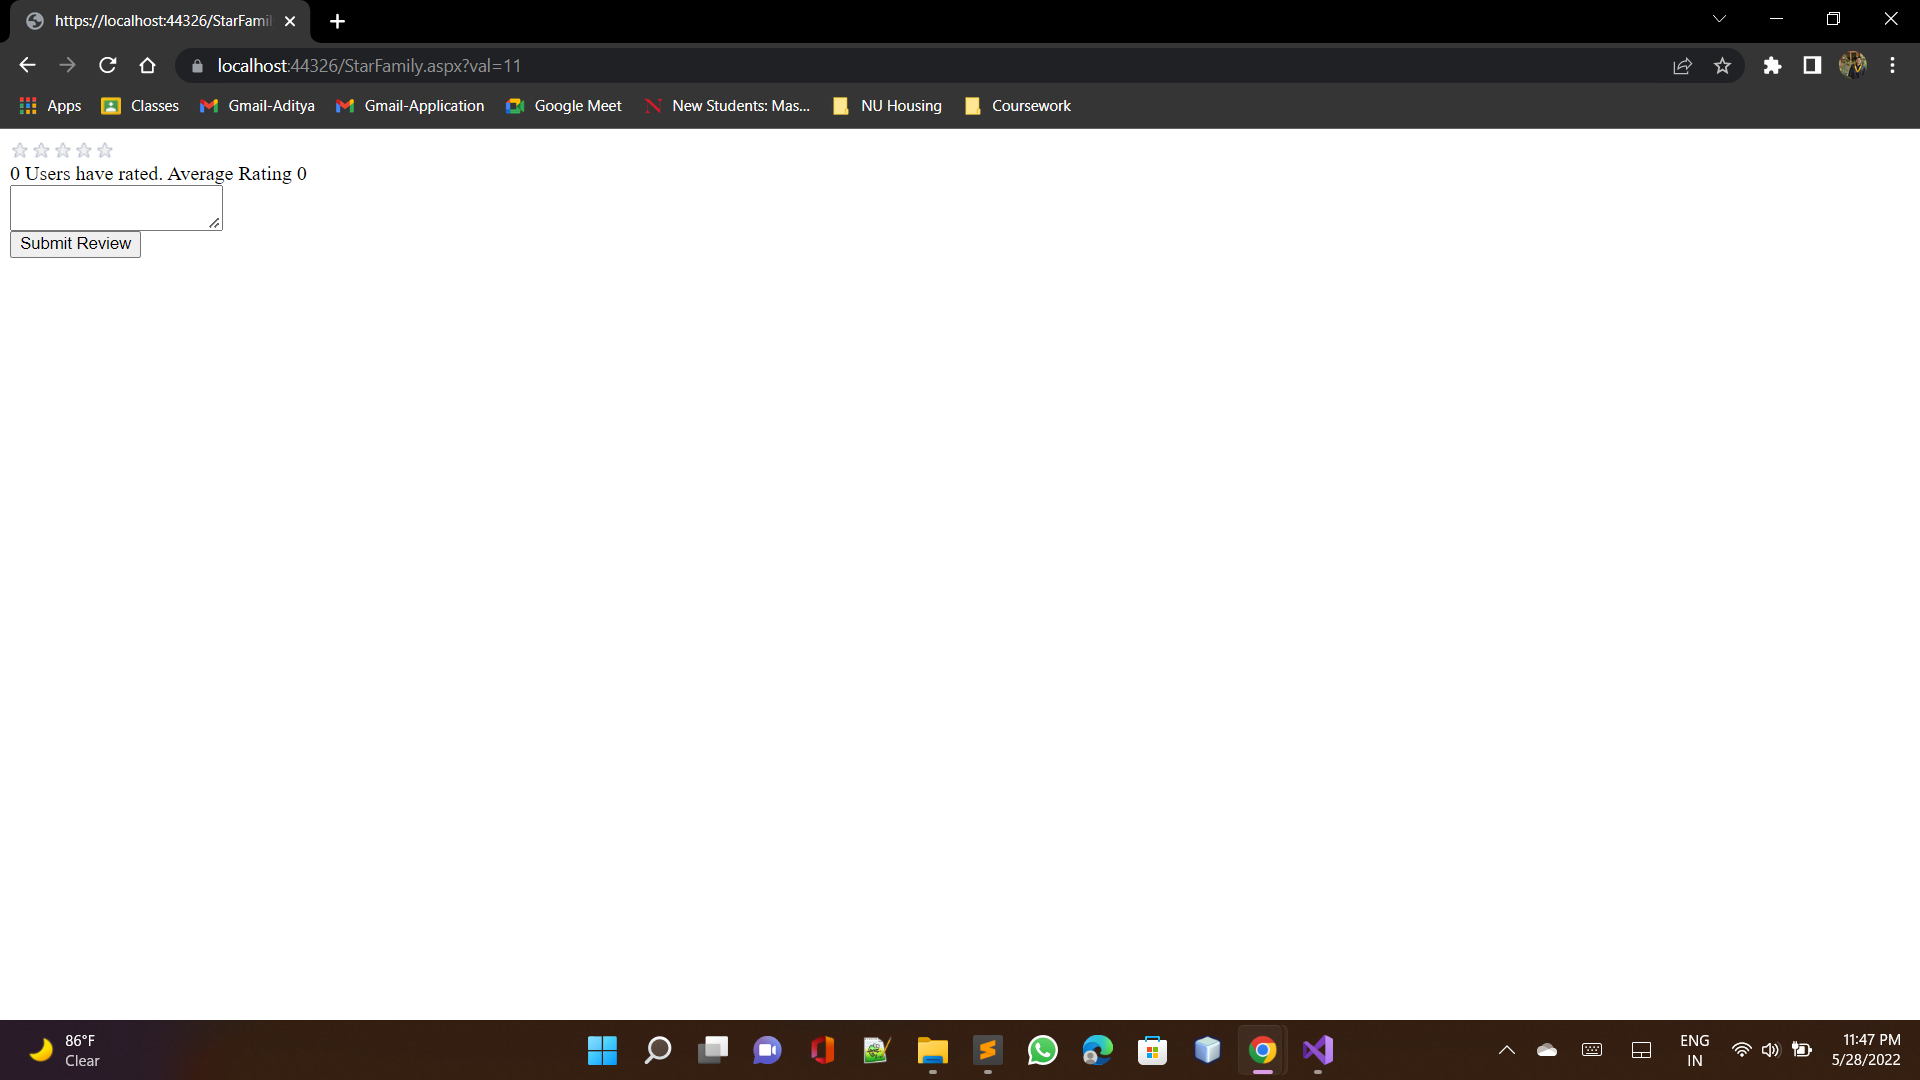 https://localhost:44326/StarFamil
localhost:44326/StarFamily.aspx?val=11
Apps Classes Gmail-Aditya Gmail-Application Google Meet New Students: Mas... NU Housing Coursework
0 Users have rated. Average Rating 0
Submit Review
86°F
Clear
ENG
IN
11:47 PM
5/28/2022